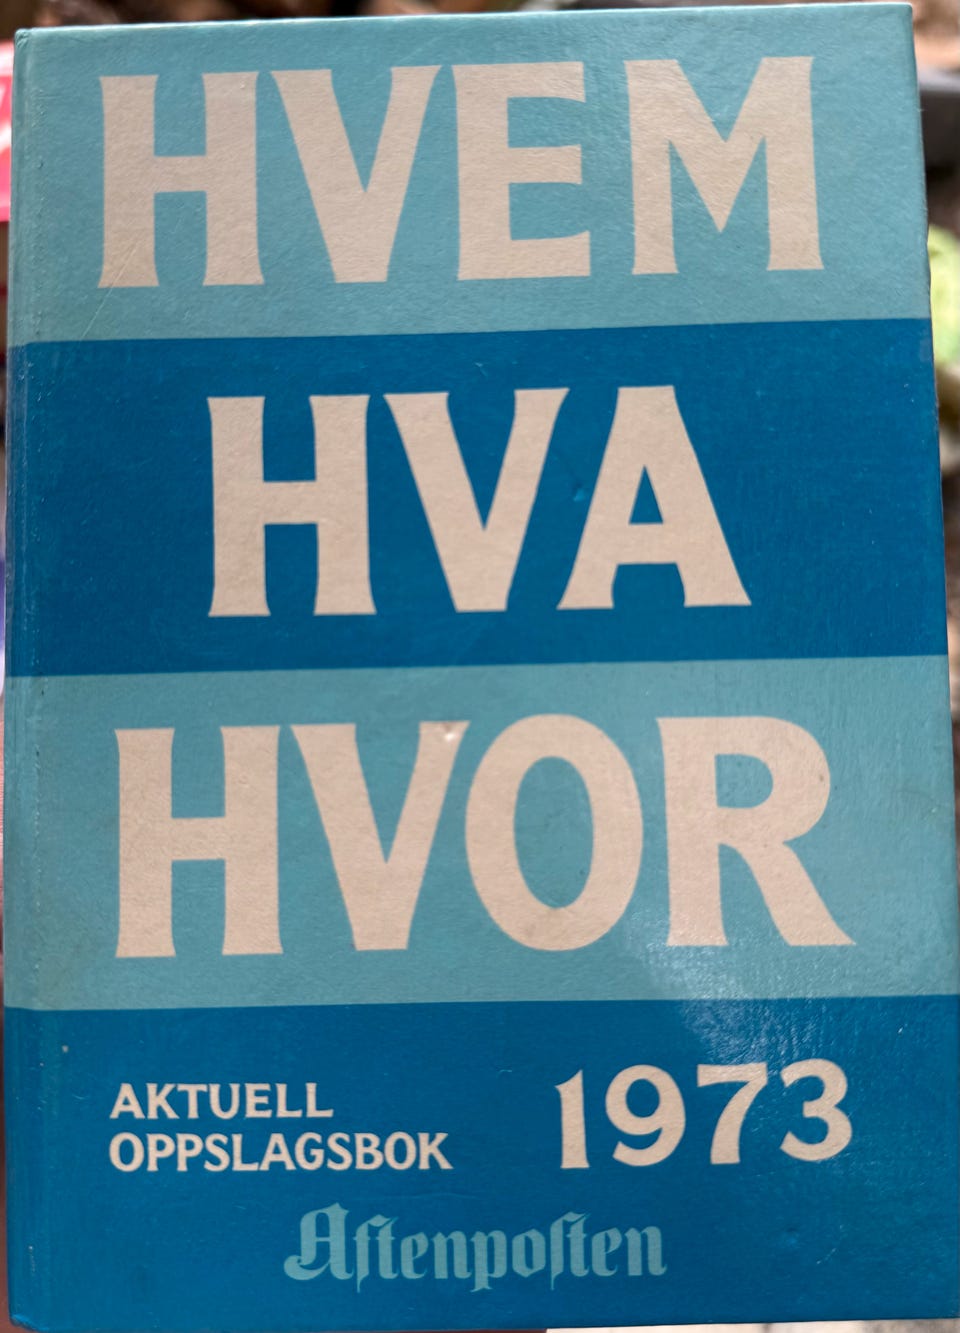 HVEM
HVA
HVOR
AKTUELL
OPPSLAGSBOK
1973
Aftenposten